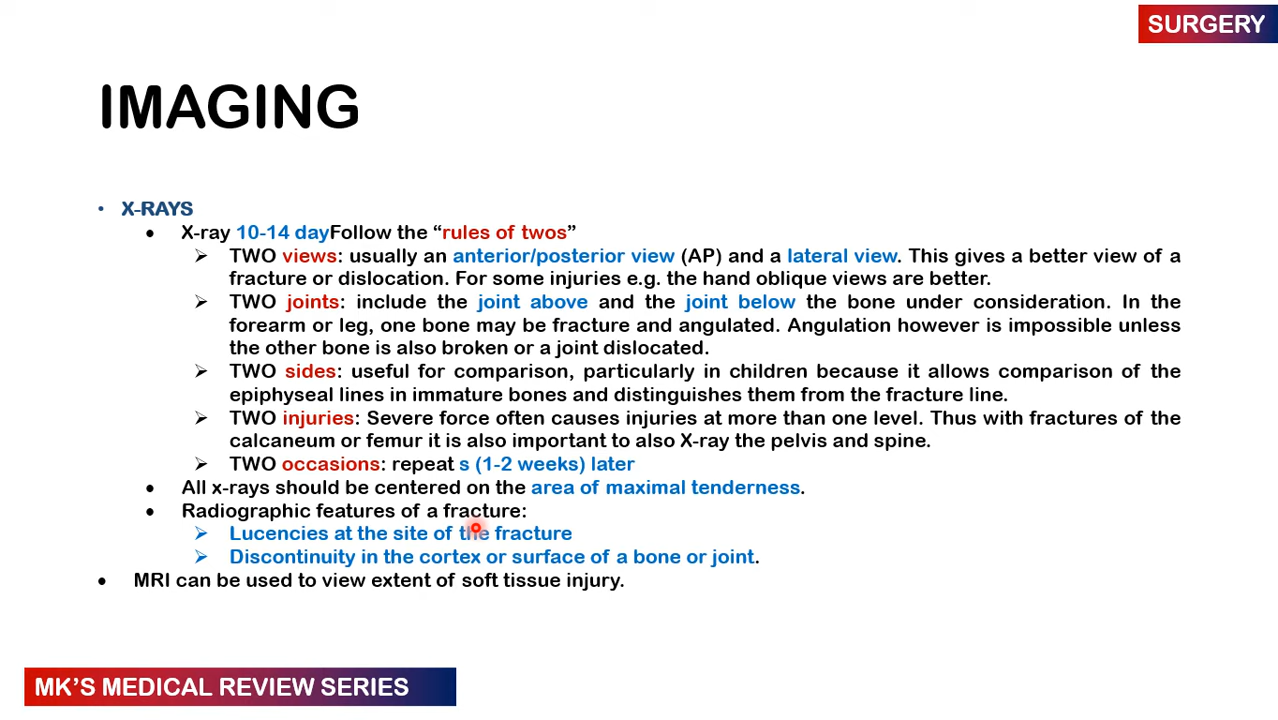 SURGERY
IMAGING
• X-RAYS
• X-ray 10-14 dayFollow the “rules of twos”
➢ TWO views: usually an anterior/posterior view (AP) and a lateral view. This gives a better view of a
fracture or dislocation. For some injuries e.g. the hand oblique views are better.
➢ TWO joints: include the joint above and the joint below the bone under consideration. In the
forearm or leg, one bone may be fracture and angulated. Angulation however is impossible unless
the other bone is also broken or a joint dislocated.
➢ TWO sides: useful for comparison, particularly in children because it allows comparison of the
epiphyseal lines in immature bones and distinguishes them from the fracture line.
➢ TWO injuries: Severe force often causes injuries at more than one level. Thus with fractures of the
calcaneum or femur it is also important to also X-ray the pelvis and spine.
➢ TWO occasions: repeat s (1-2 weeks) later
• All x-rays should be centered on the area of maximal tenderness.
• Radiographic features of a fracture:
➢ Lucencies at the site of the fracture
➢ Discontinuity in the cortex or surface of a bone or joint.
• MRI can be used to view extent of soft tissue injury.
MK’S MEDICAL REVIEW SERIES